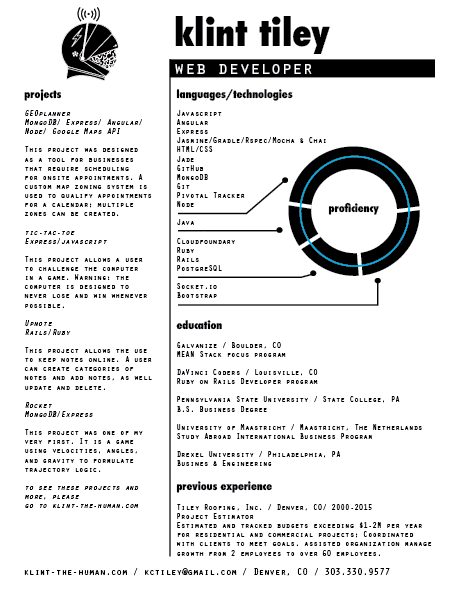 klint tiley
WEB DEVELOPER
projects
GEOplanner
MongoDB/ Express/ Angular/
Node/ Google Maps API
This project was designed
as a tool for businesses
that require scheduling
for onsite appointments. A
custom map zoning system is
used to qualify appointments
for a calendar; multiple
zones can be created.
tic-tac-toe
Express/javascript
This project allows a user
to challenge the computer
in a game. Warning: the
computer is designed to
never lose and win whenever
possible.
Upnote
Rails/Ruby
This project allows the use
to keep notes online. A user
can create categories of
notes and add notes, as well
update and delete.
Rocket
MongoDB/Express
This project was one of my
very first. It is a game
using velocities, angles,
and gravity to formulate
trajectory logic.
to see these projects and
more, please
go to klint-the-human.com
languages/technologies
Javascript
Angular
Express
Jasmine/Gradle/Rspec/Mocha & Chai
HTML/CSS
Jade
GitHub
MongoDB
Git
Pivotal Tracker
Node
Java
Cloudfoundary
Ruby
Rails
PostgreSQL
Socket.io
Bootstrap
proficiency
education
Galvanize / Boulder, CO
MEAN Stack focus program
DaVinci Coders / Louisville, CO
Ruby on Rails Developer program
Pennsylvania State University / State College, PA
B.S. Business Degree
University of Maastricht / Maastricht, The Netherlands
Study Abroad International Business Program
Drexel University / Philadelphia, PA
Busines & Engineering
previous experience
Tiley Roofing, Inc. / Denver, CO/ 2000-2015
Project Estimator
Estimated and tracked budgets exceeding $1-2M per year
for residential and commercial projects; Coordinated
with clients to meet goals. assisted organization manage
growth from 2 employees to over 60 employees.
klint-the-human.com / kctiley@gmail.com / Denver, CO / 303.330.9577